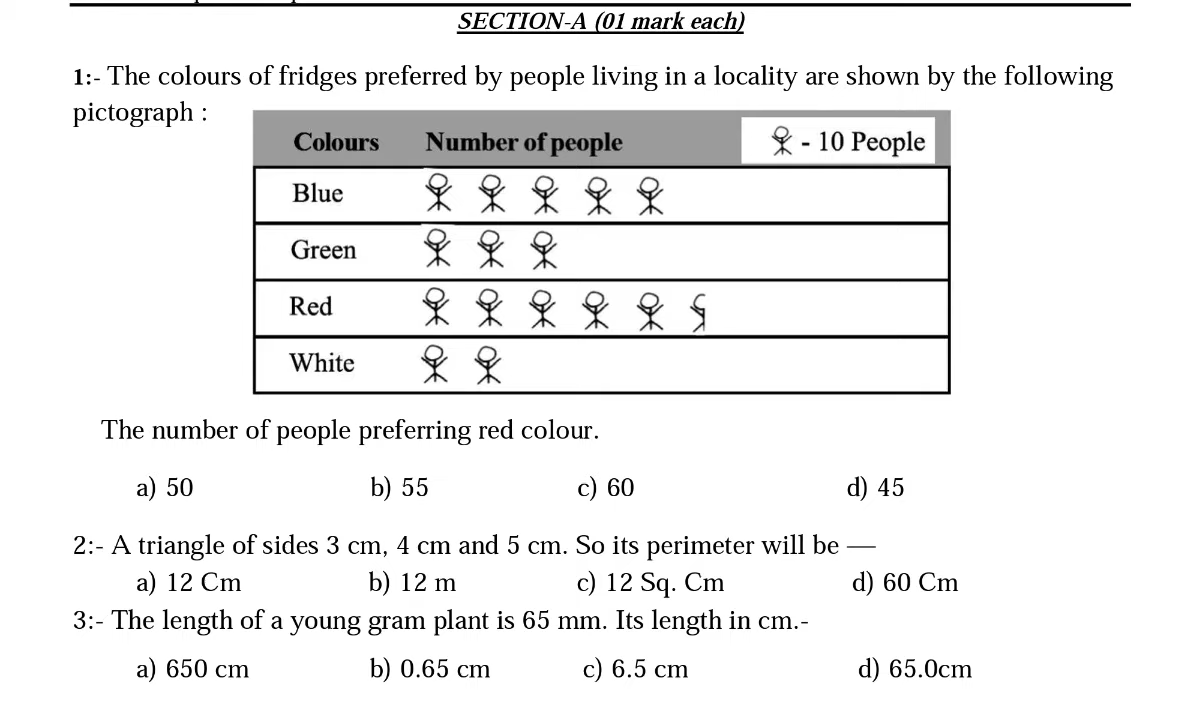 SECTION-A (01 mark each)
1:- The colours of fridges preferred by people living in a locality are shown by the following
pictograph :
Colours Number of people - 10 People
Blue
Green
Red
White
The number of people preferring red colour.
a) 50 b) 55 c) 60 d) 45
2:- A triangle of sides 3 cm, 4 cm and 5 cm. So its perimeter will be —
a) 12 Cm b) 12 m c) 12 Sq. Cm d) 60 Cm
3:- The length of a young gram plant is 65 mm. Its length in cm.-
a) 650 cm b) 0.65 cm c) 6.5 cm d) 65.0cm